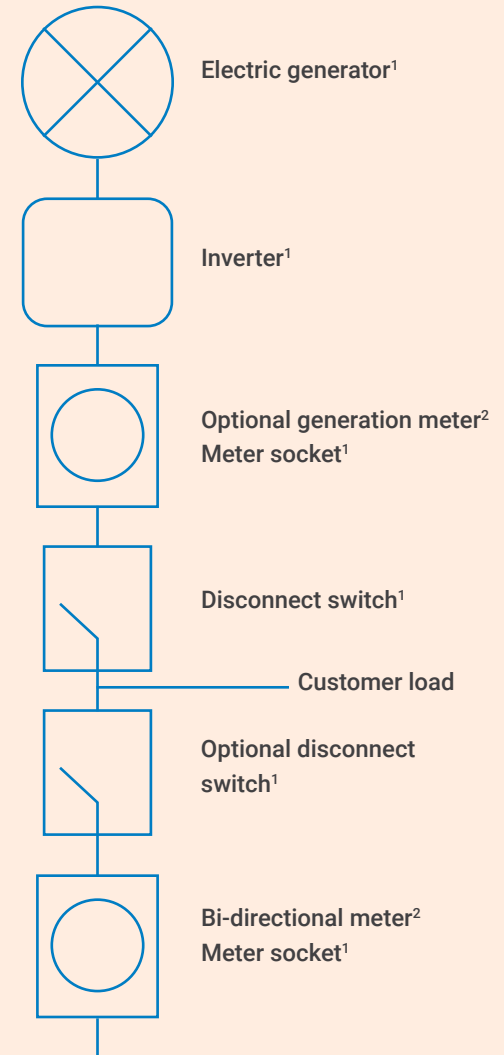 Electric generator¹
Inverter¹
Optional generation meter²
Meter socket¹
Disconnect switch¹
Customer load
Optional disconnect
switch¹
Bi-directional meter²
Meter socket¹